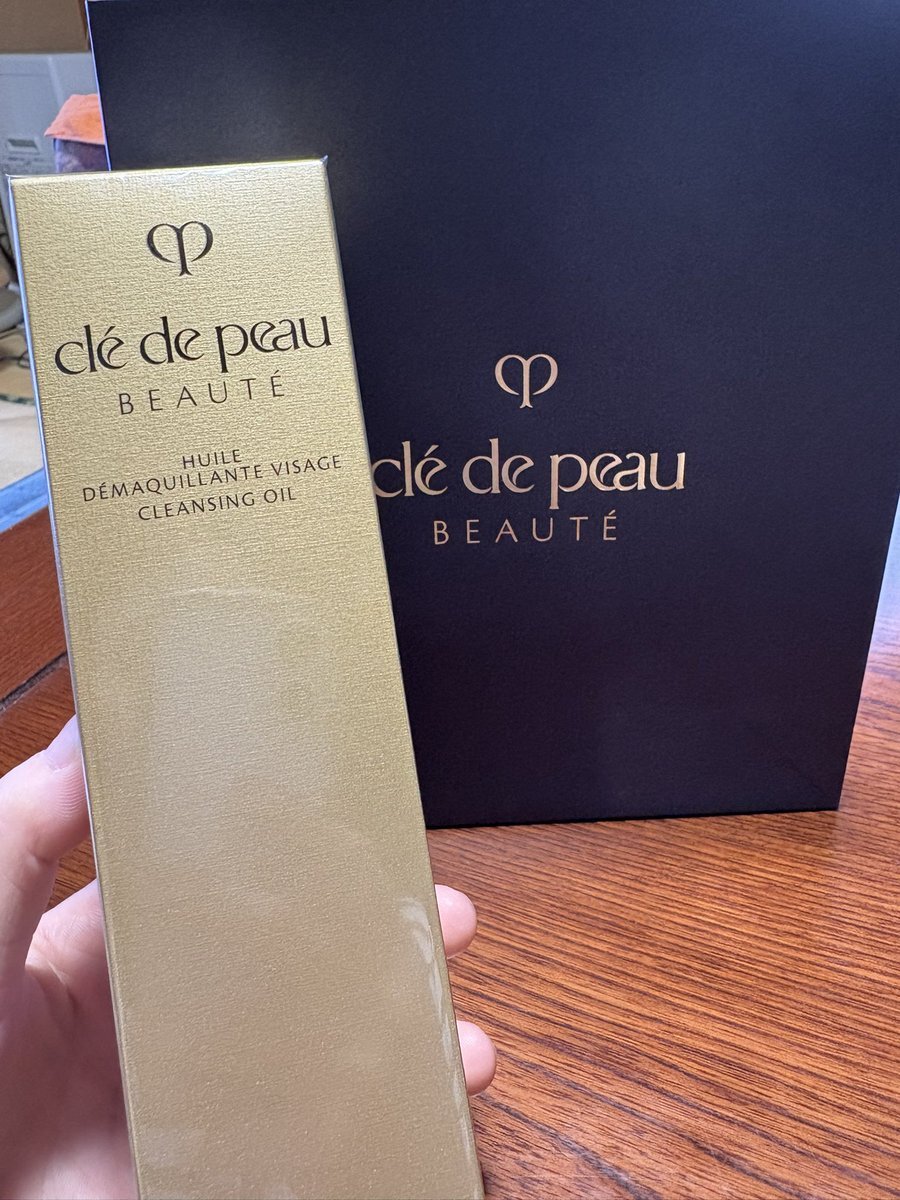 clé de peau
BEAUTÉ
HUILE
DÉMAQUILLANTE VISAGE
CLEANSING OIL
clé de peau
BEAUTÉ